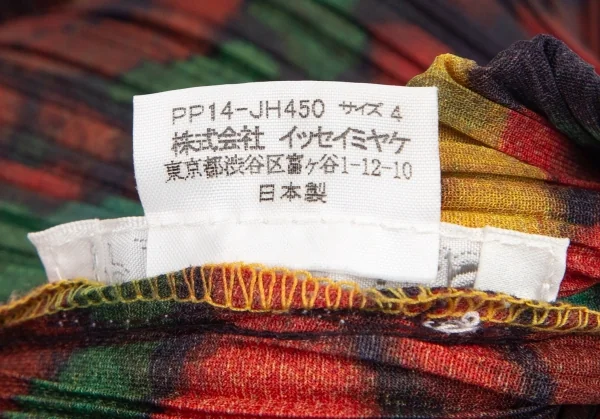 PP14-JH450 サイズ 4
株式会社 イッセイミヤケ
東京都渋谷区富ヶ谷1-12-10
日本製